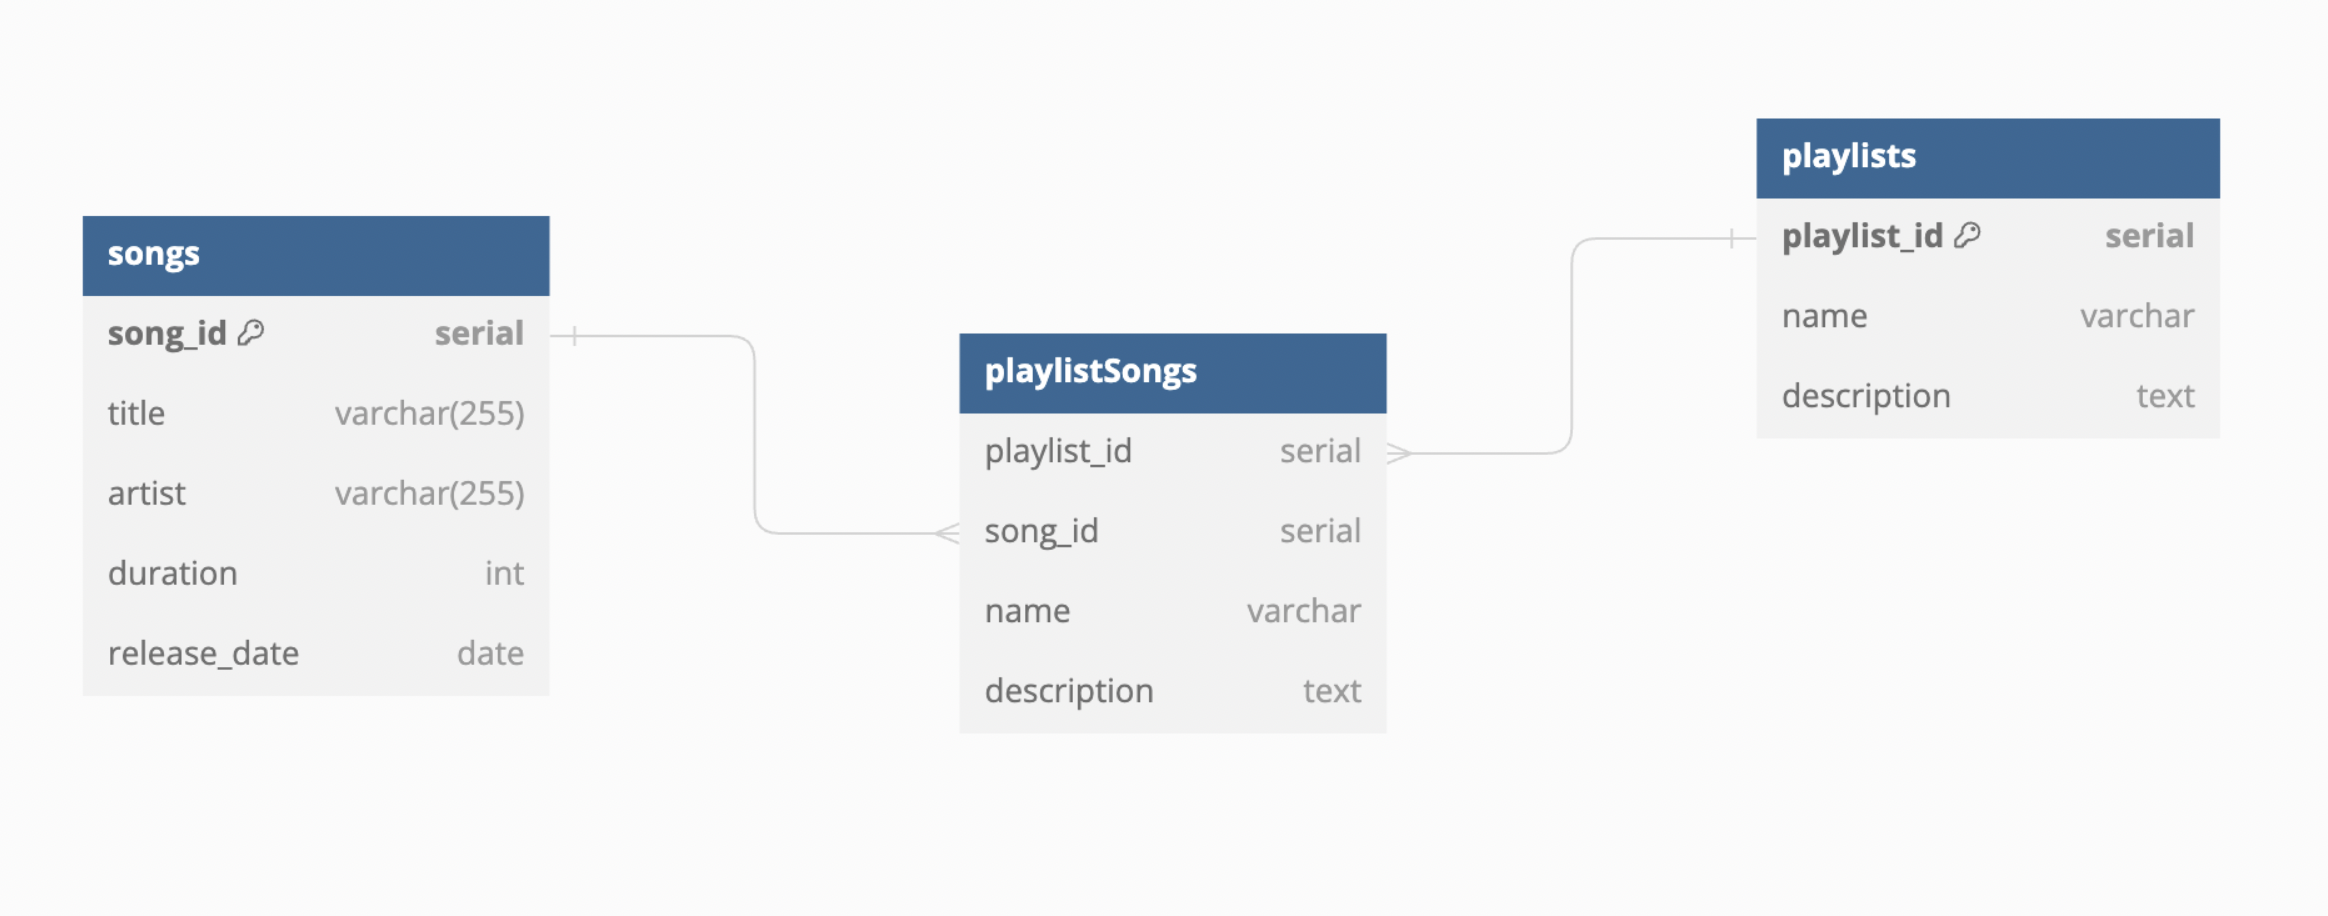 songs
song_id serial
title varchar(255)
artist varchar(255)
duration int
release_date date
playlistSongs
playlist_id serial
song_id serial
name varchar
description text
playlists
playlist_id serial
name varchar
description text